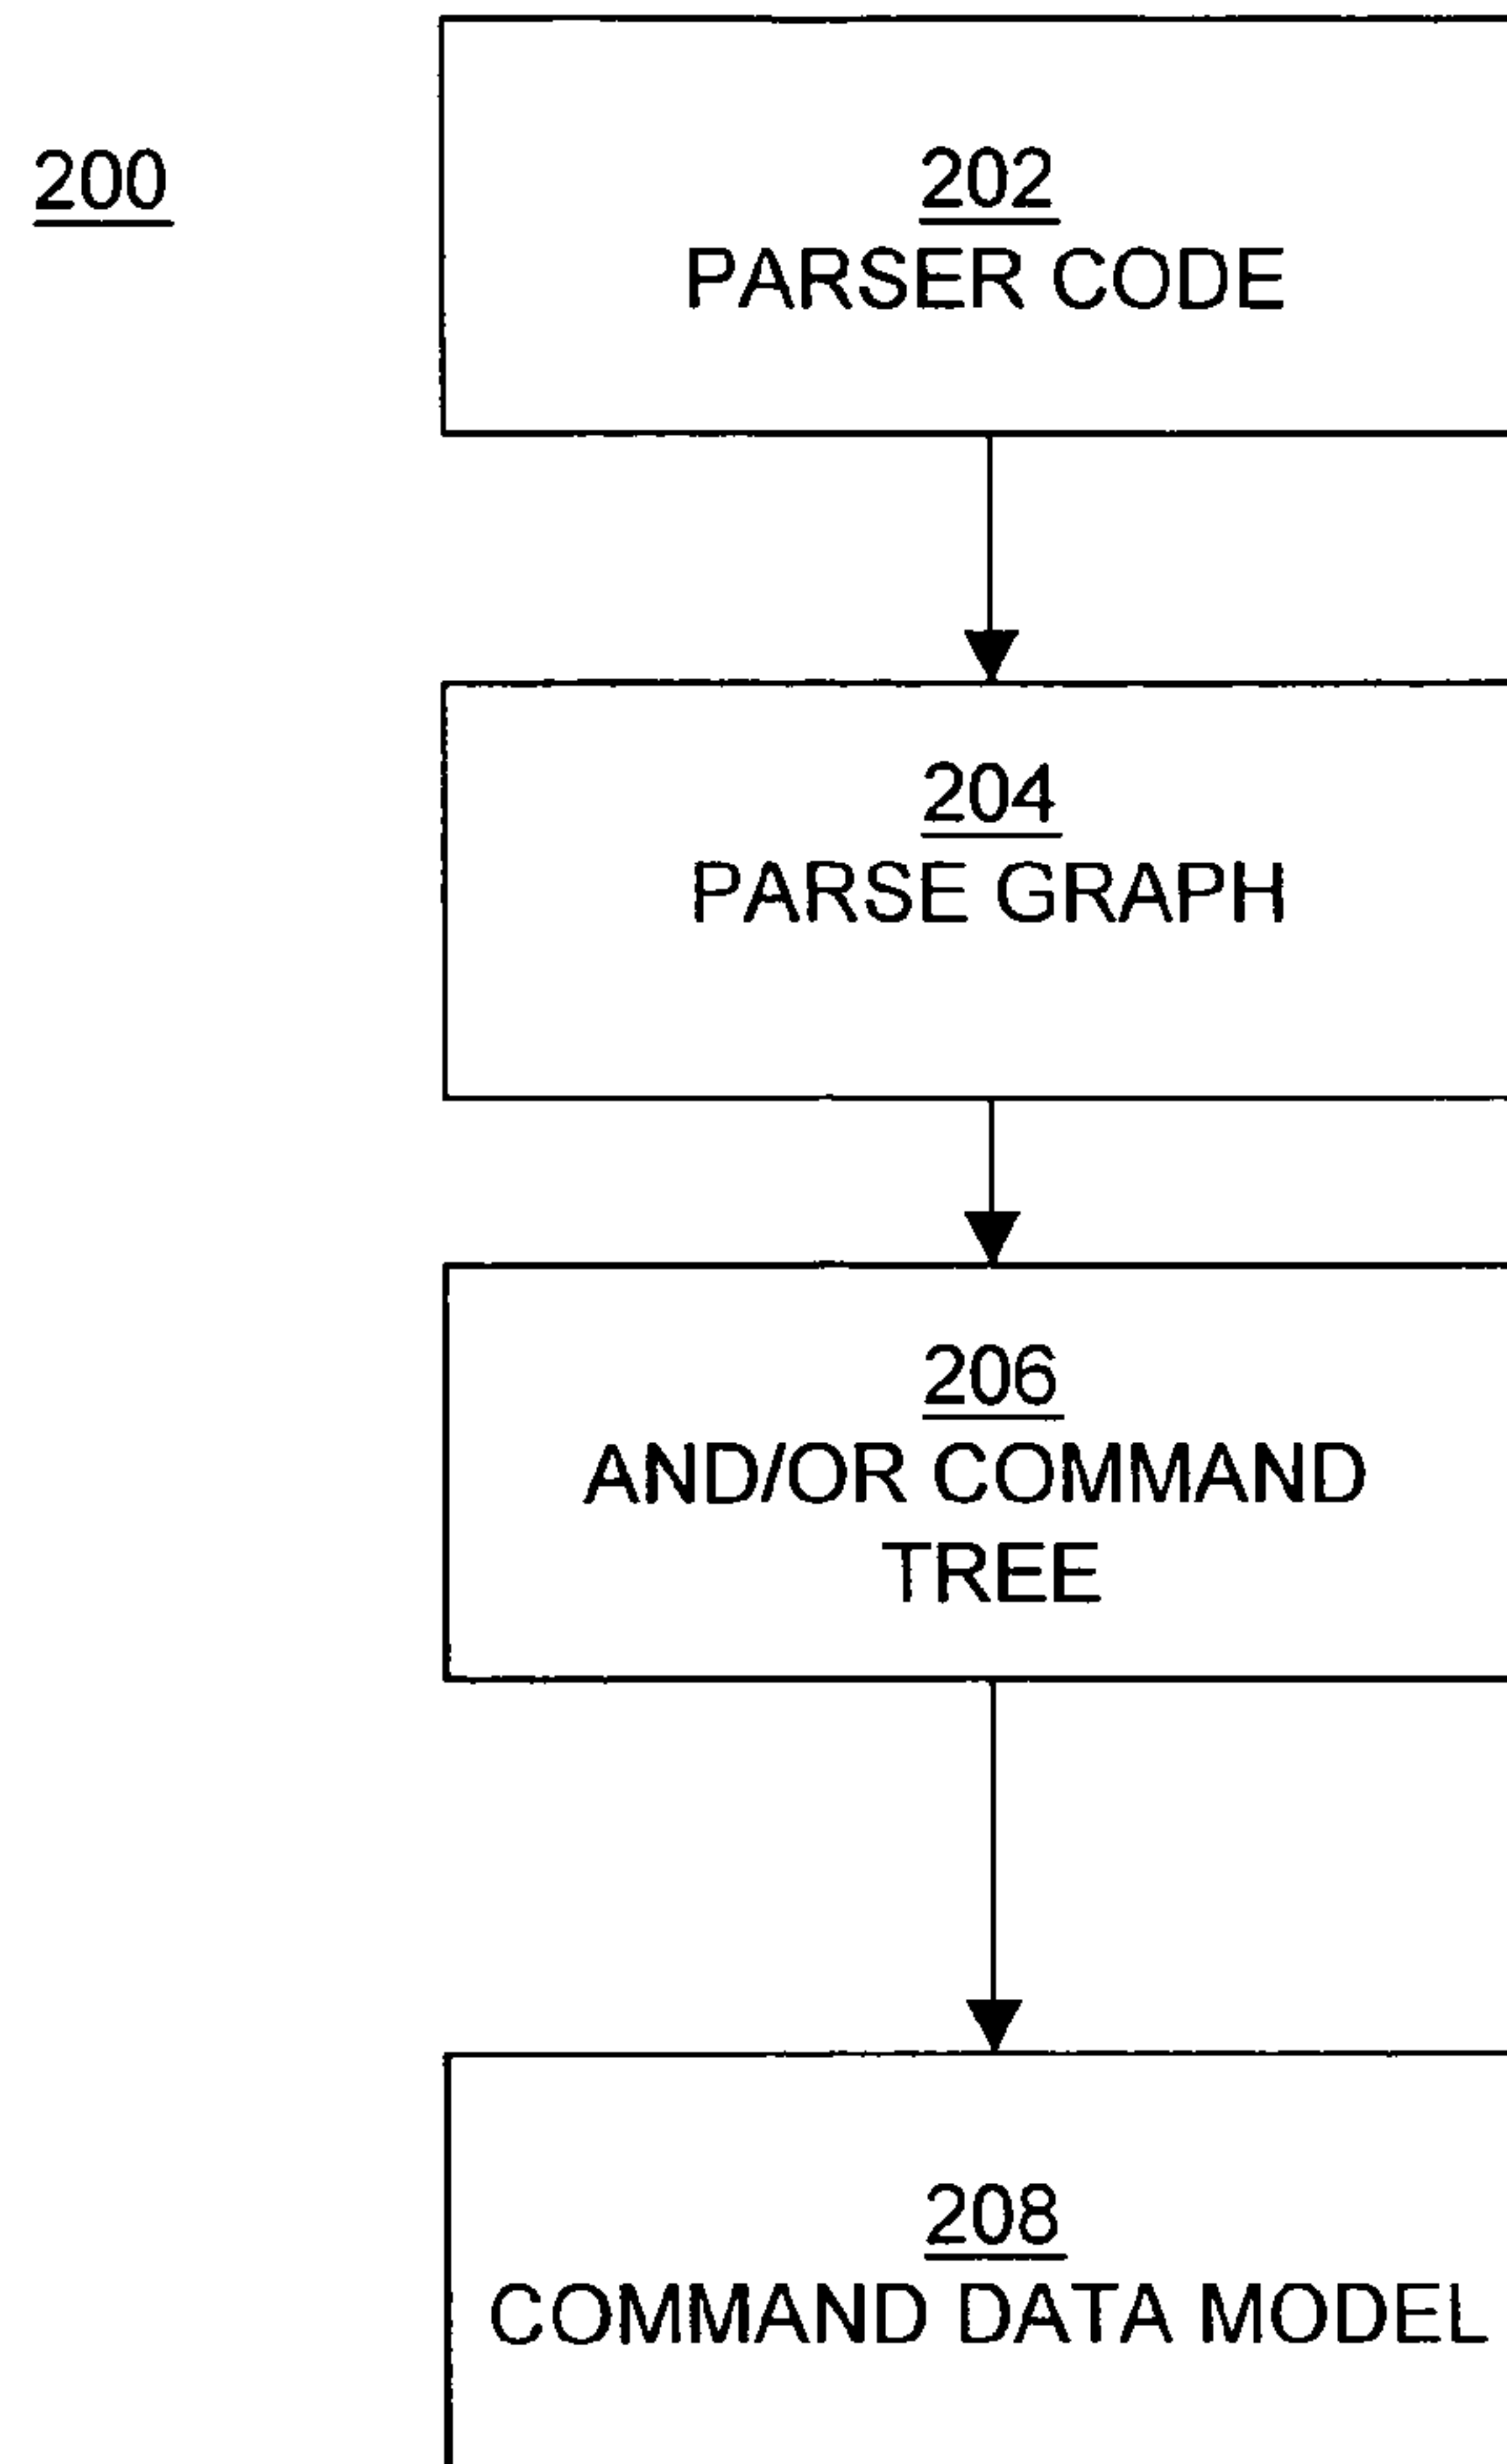 200
202
PARSER CODE
204
PARSE GRAPH
206
AND/OR COMMAND
TREE
208
COMMAND DATA MODEL